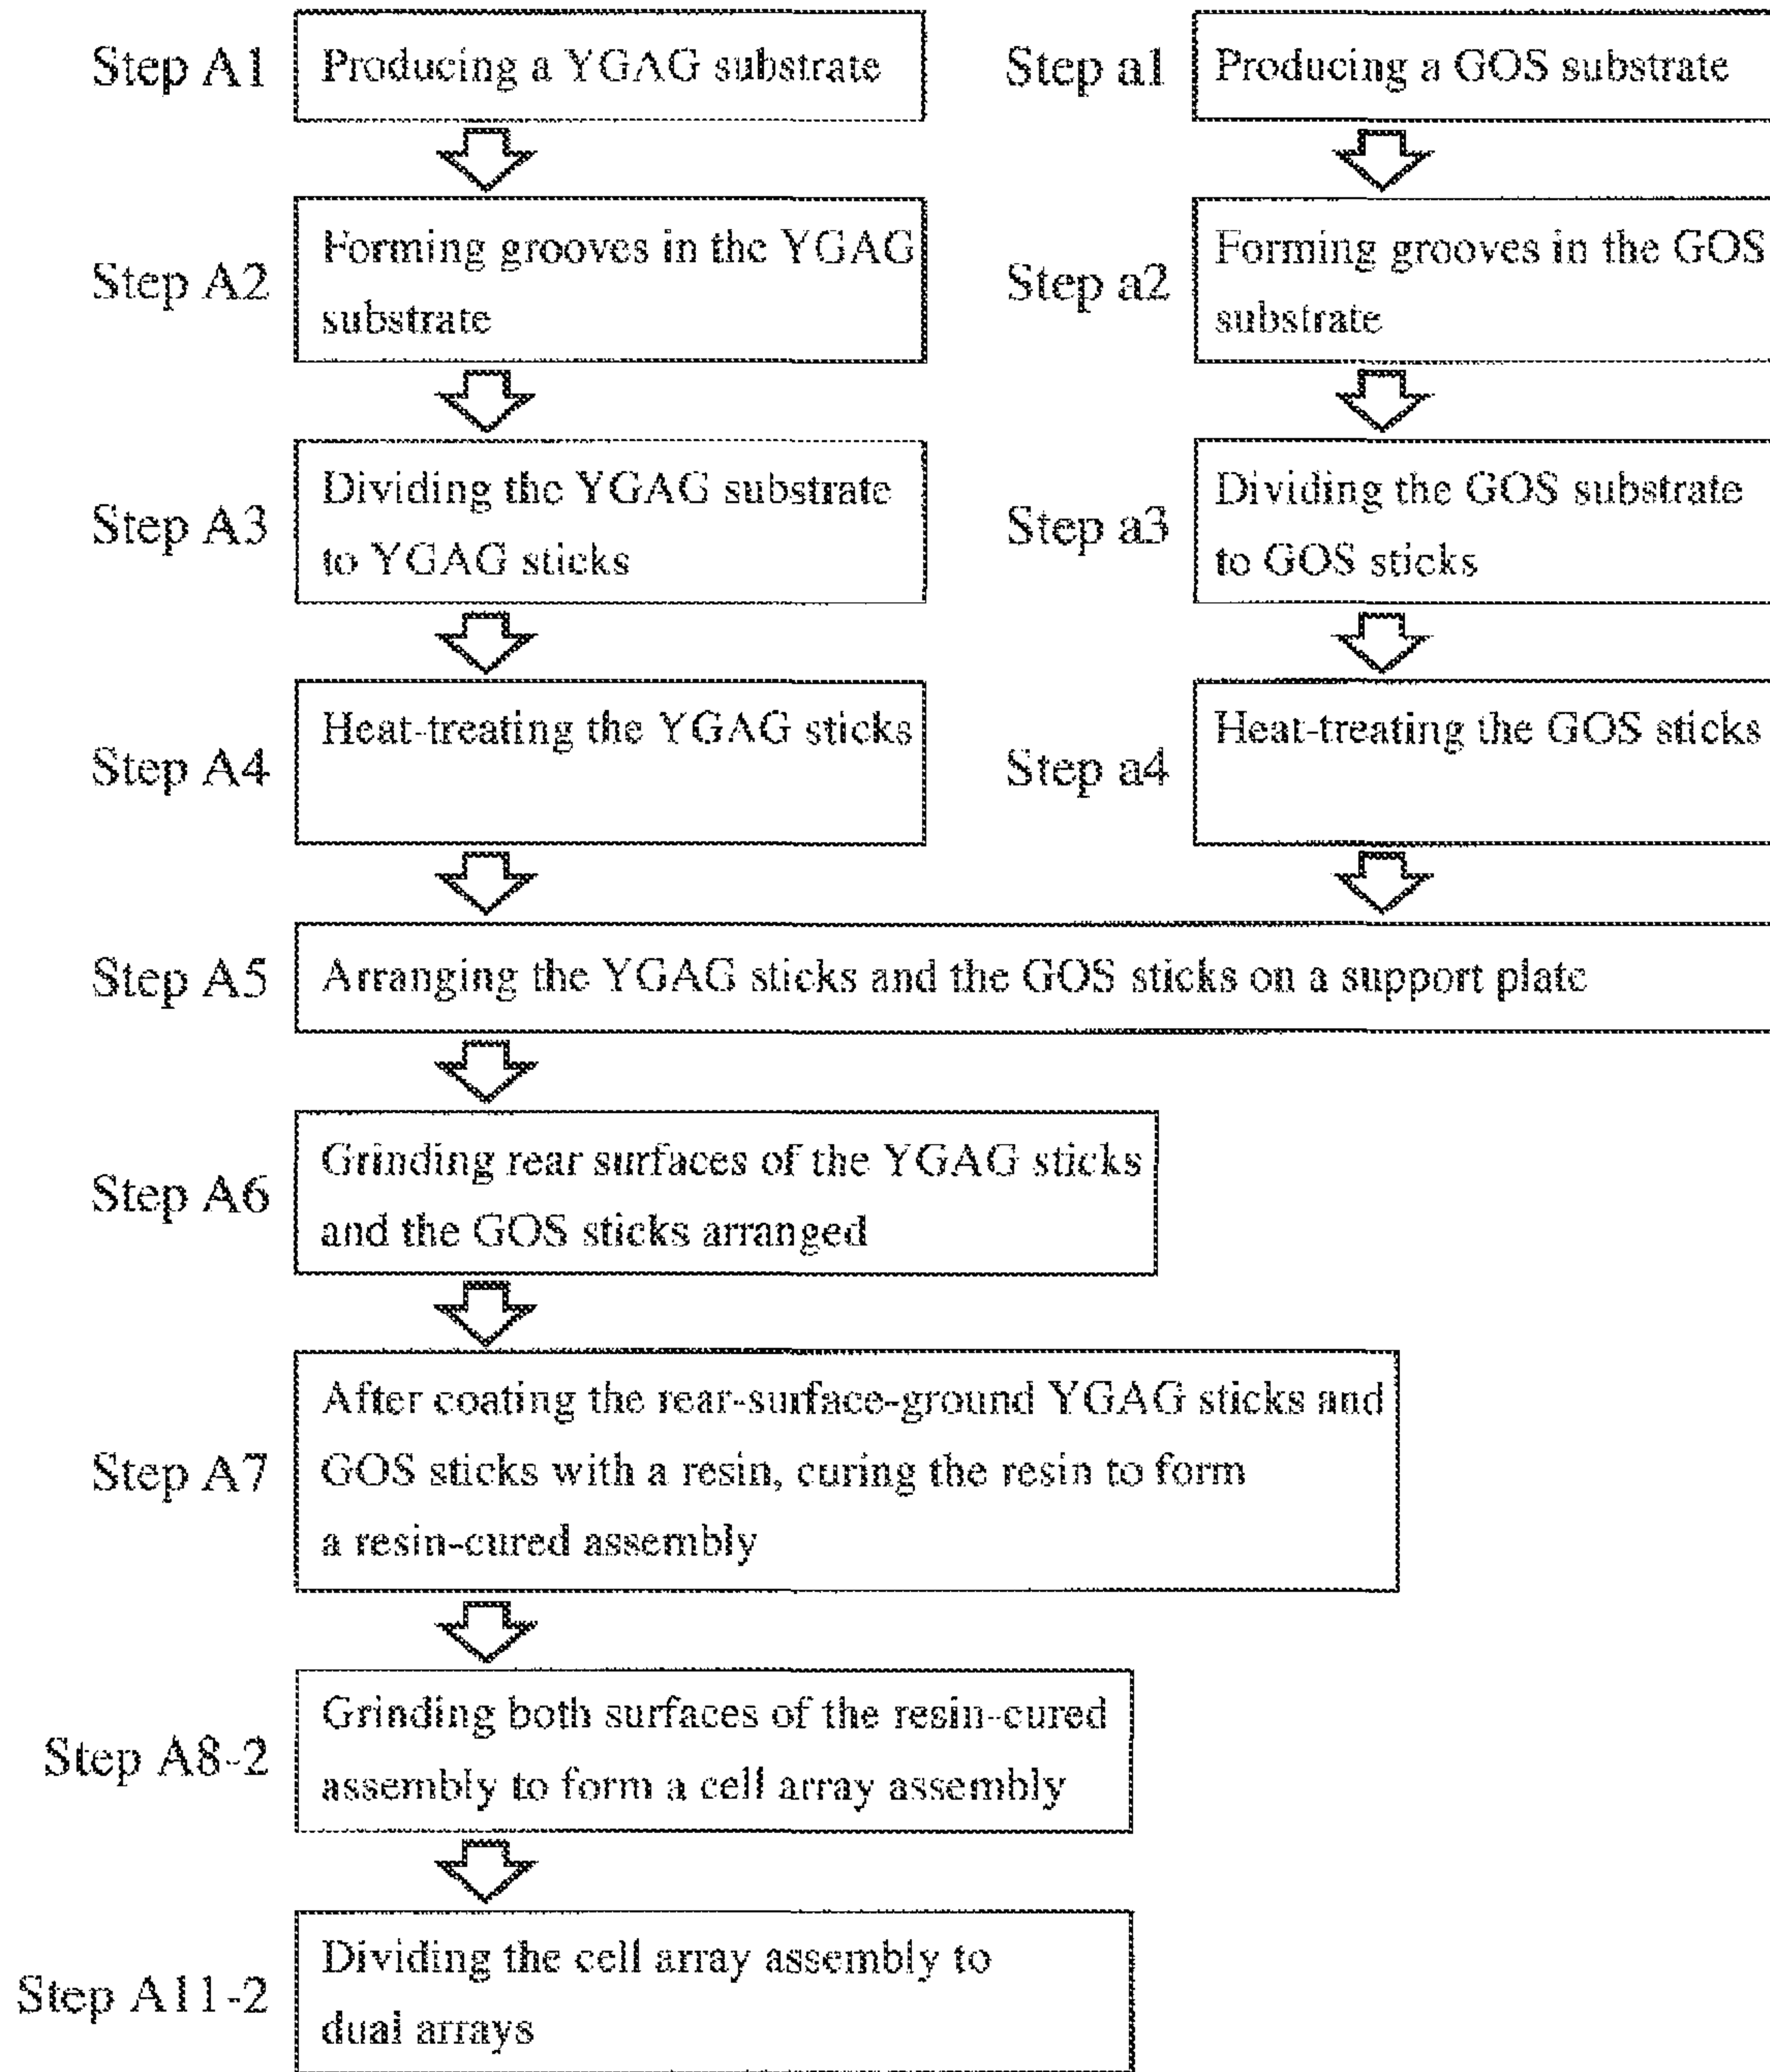 Step A1
Producing a YGAG substrate
Step a1
Producing a GOS substrate
Step A2
Forming grooves in the YGAG
substrate
Step a2
Forming grooves in the GOS
substrate
Step A3
Dividing the YGAG substrate
to YGAG sticks
Step a3
Dividing the GOS substrate
to GOS sticks
Step A4
Heat-treating the YGAG sticks
Step a4
Heat-treating the GOS sticks
Step A5
Arranging the YGAG sticks and the GOS sticks on a support plate
Step A6
Grinding rear surfaces of the YGAG sticks
and the GOS sticks arranged
Step A7
After coating the rear-surface-ground YGAG sticks and
GOS sticks with a resin, curing the resin to form
a resin-cured assembly
Step A8-2
Grinding both surfaces of the resin-cured
assembly to form a cell array assembly
Step A11-2
Dividing the cell array assembly to
dual arrays